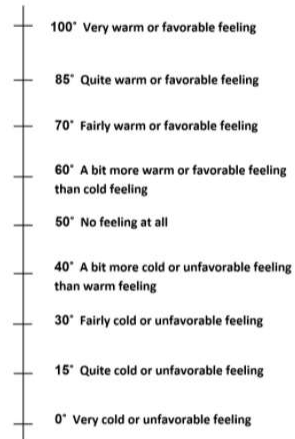 100° Very warm or favorable feeling
85° Quite warm or favorable feeling
70° Fairly warm or favorable feeling
60° A bit more warm or favorable feeling
than cold feeling
50° No feeling at all
40° A bit more cold or unfavorable feeling
than warm feeling
30° Fairly cold or unfavorable feeling
15° Quite cold or unfavorable feeling
0° Very cold or unfavorable feeling